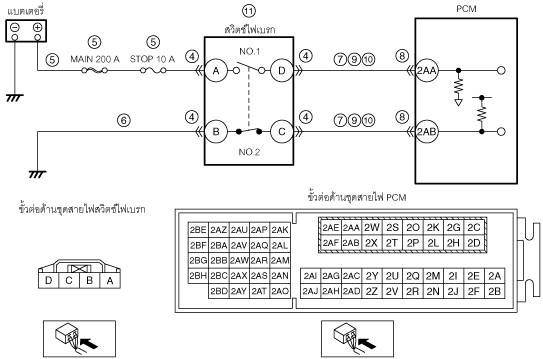 แบตเตอรี่
⑪
สวิตช์ไฟเบรก
PCM
− +
⑤ ⑤ ⑤
MAIN 200 A STOP 10 A
NO.1
④ A D ④ ⑦⑨⑩ ⑧ 2AA
⑥ ④ B C ④ ⑦⑨⑩ ⑧ 2AB
NO.2
ขั้วต่อด้านชุดสายไฟสวิตช์ไฟเบรก
D C B A
ขั้วต่อด้านชุดสายไฟ PCM
2BE 2AZ 2AU 2AP 2AK
2BF 2BA 2AV 2AQ 2AL
2BG 2BB 2AW 2AR 2AM
2BH 2BC 2AX 2AS 2AN
2BD 2AY 2AT 2AO
2AE 2AA 2W 2S 2O 2K 2G 2C
2AF 2AB 2X 2T 2P 2L 2H 2D
2AI 2AG 2AC 2Y 2U 2Q 2M 2I 2E 2A
2AJ 2AH 2AD 2Z 2V 2R 2N 2J 2F 2B